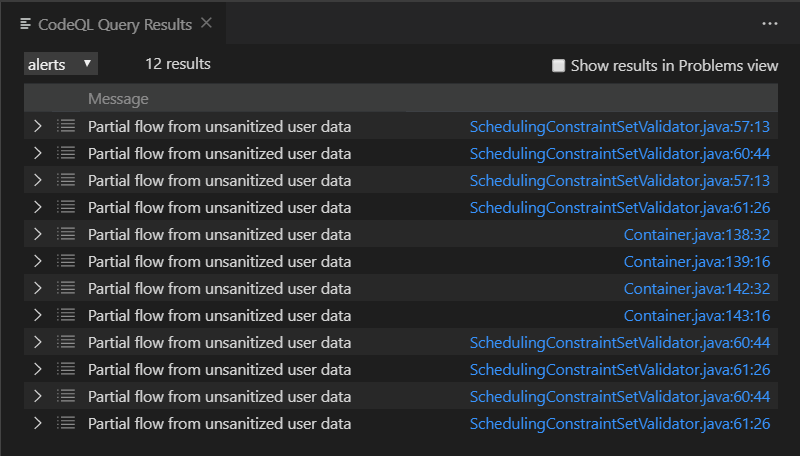 CodeQL Query Results
alerts 12 results Show results in Problems view
Message
Partial flow from unsanitized user data SchedulingConstraintSetValidator.java:57:13
Partial flow from unsanitized user data SchedulingConstraintSetValidator.java:60:44
Partial flow from unsanitized user data SchedulingConstraintSetValidator.java:57:13
Partial flow from unsanitized user data SchedulingConstraintSetValidator.java:61:26
Partial flow from unsanitized user data Container.java:138:32
Partial flow from unsanitized user data Container.java:139:16
Partial flow from unsanitized user data Container.java:142:32
Partial flow from unsanitized user data Container.java:143:16
Partial flow from unsanitized user data SchedulingConstraintSetValidator.java:60:44
Partial flow from unsanitized user data SchedulingConstraintSetValidator.java:61:26
Partial flow from unsanitized user data SchedulingConstraintSetValidator.java:60:44
Partial flow from unsanitized user data SchedulingConstraintSetValidator.java:61:26